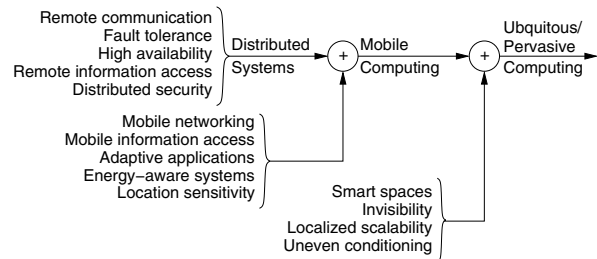 Remote communication
Fault tolerance
High availability
Remote information access
Distributed security
Distributed
Systems
Mobile
Computing
Ubquitous/
Pervasive
Computing
+
+
Mobile networking
Mobile information access
Adaptive applications
Energy−aware systems
Location sensitivity
Smart spaces
Invisibility
Localized scalability
Uneven conditioning